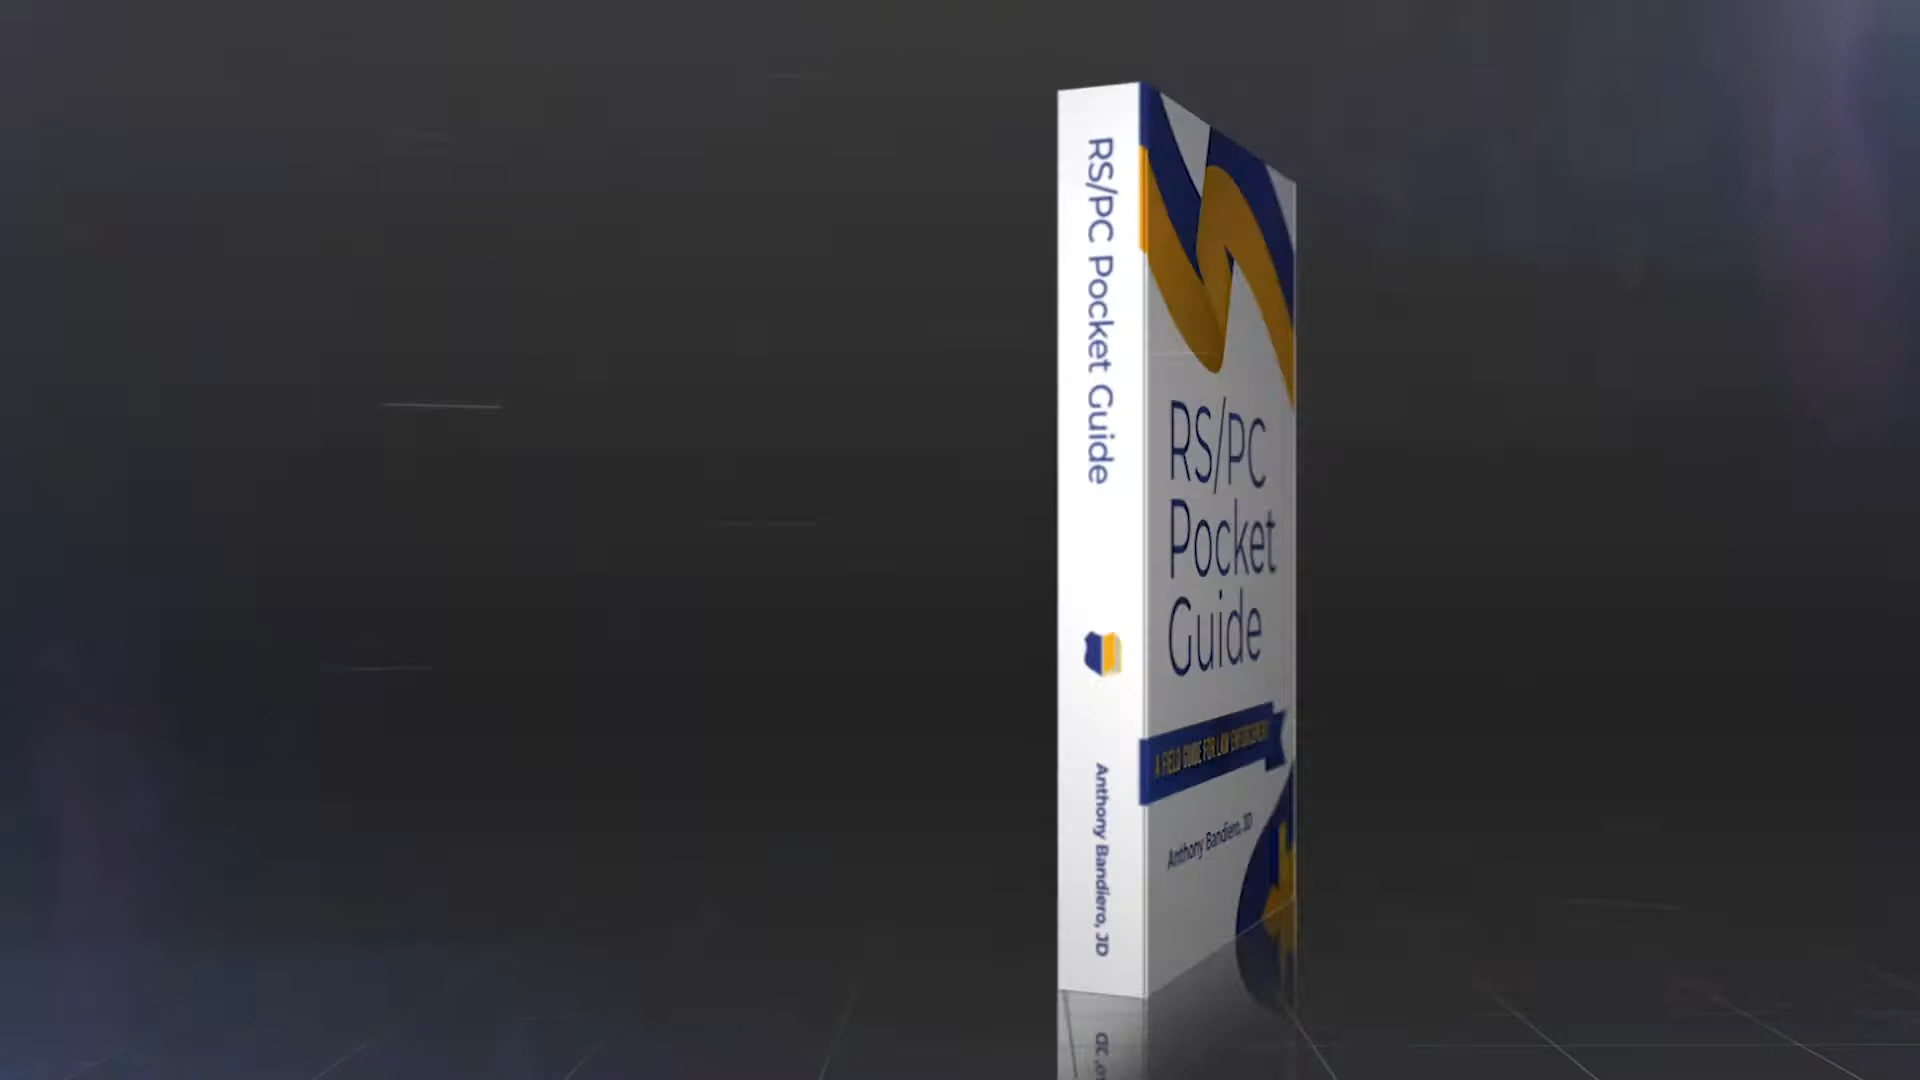 RS/PC Pocket Guide
Anthony Bandiero, JD
RS/PC
Pocket
Guide
A FIELD GUIDE FOR LAW ENFORCEMENT
Anthony Bandiero, JD